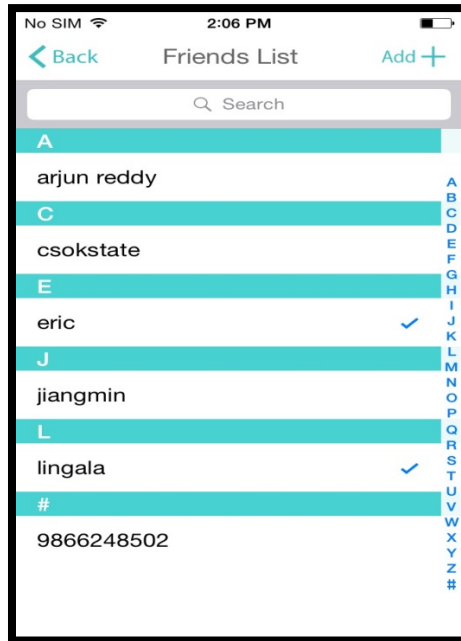 No SIM 2:06 PM
Back Friends List Add +
Search
A
arjun reddy
C
csokstate
E
eric
J
jiangmin
L
lingala
#
9866248502
A
B
C
D
E
F
G
H
I
J
K
L
M
N
O
P
Q
R
S
T
U
V
W
X
Y
Z
#